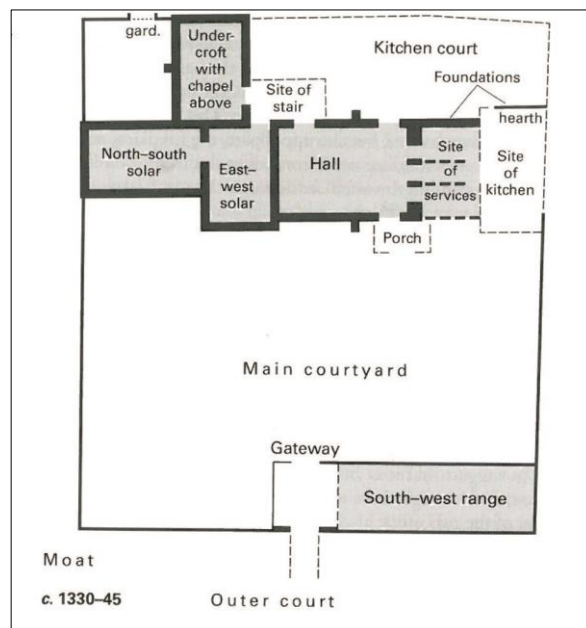 gard.
Under-
croft
with
chapel
above
Kitchen court
Foundations
Site of
stair
hearth
North–south
solar
East–
west
solar
Hall
Site
of
services
Site
of
kitchen
Porch
Main courtyard
Gateway
South–west range
Moat
c. 1330–45
Outer court